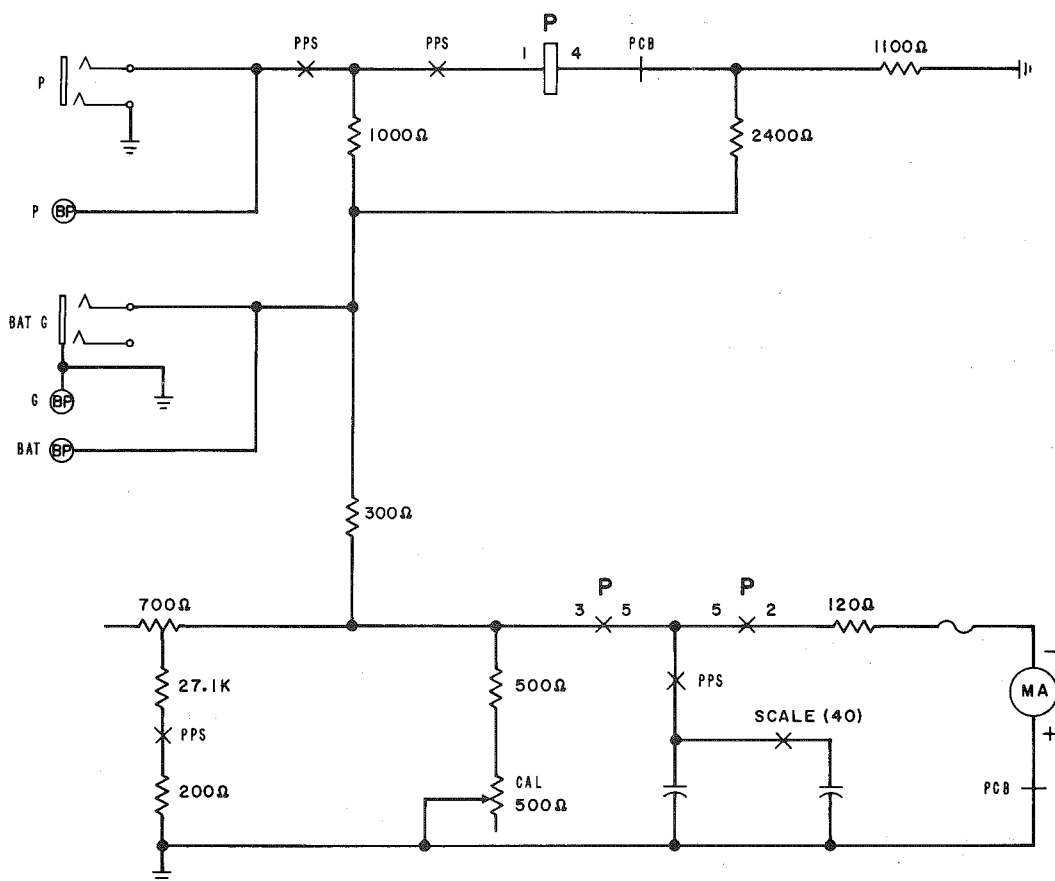 P
PPS
PPS
1
P
4
PCB
1100Ω
1000Ω
2400Ω
P
BP
BAT G
G
BP
BAT
BP
300Ω
700Ω
P
3
5
P
5
2
120Ω
27.1K
PPS
200Ω
500Ω
CAL
500Ω
PPS
SCALE (40)
-
MA
+
PCB